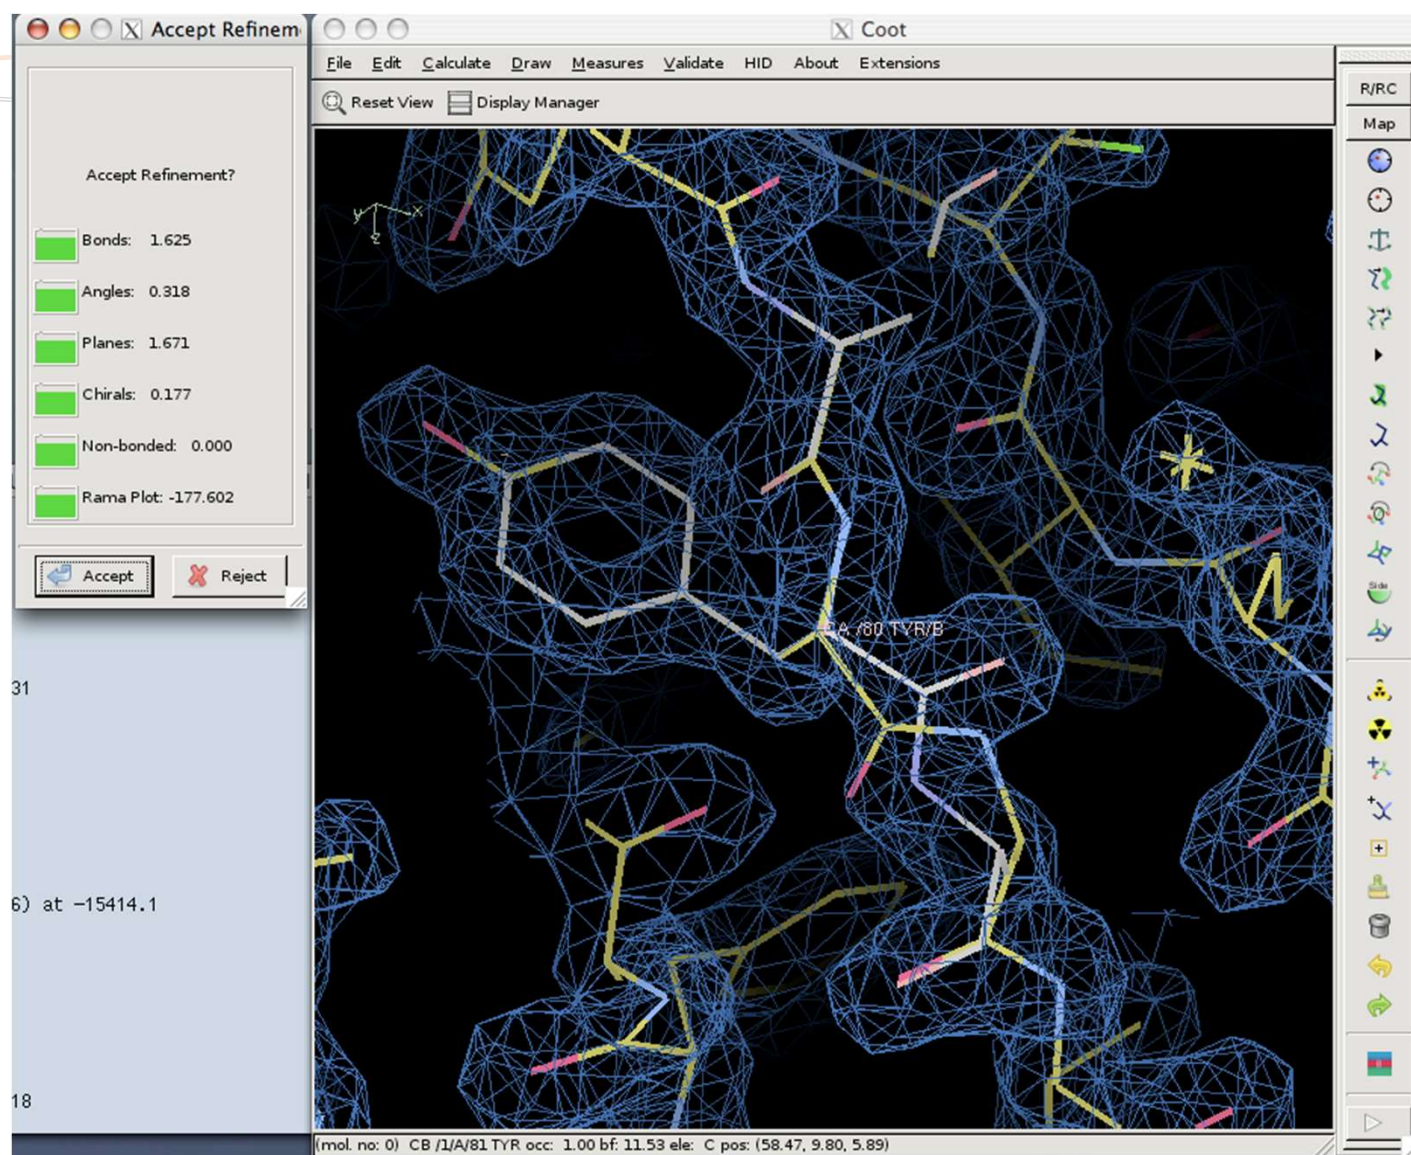 Accept Refinem
Accept Refinement?
Bonds: 1.625
Angles: 0.318
Planes: 1.671
Chirals: 0.177
Non-bonded: 0.000
Rama Plot: -177.602
Accept Reject
31
6) at -15414.1
18
X Coot
File Edit Calculate Draw Measures Validate HID About Extensions
Reset View Display Manager
y x
z
CA /80 TYR/B
(mol. no: 0) CB /1/A/81 TYR occ: 1.00 bf: 11.53 ele: C pos: (58.47, 9.80, 5.89)
R/RC
Map
Side